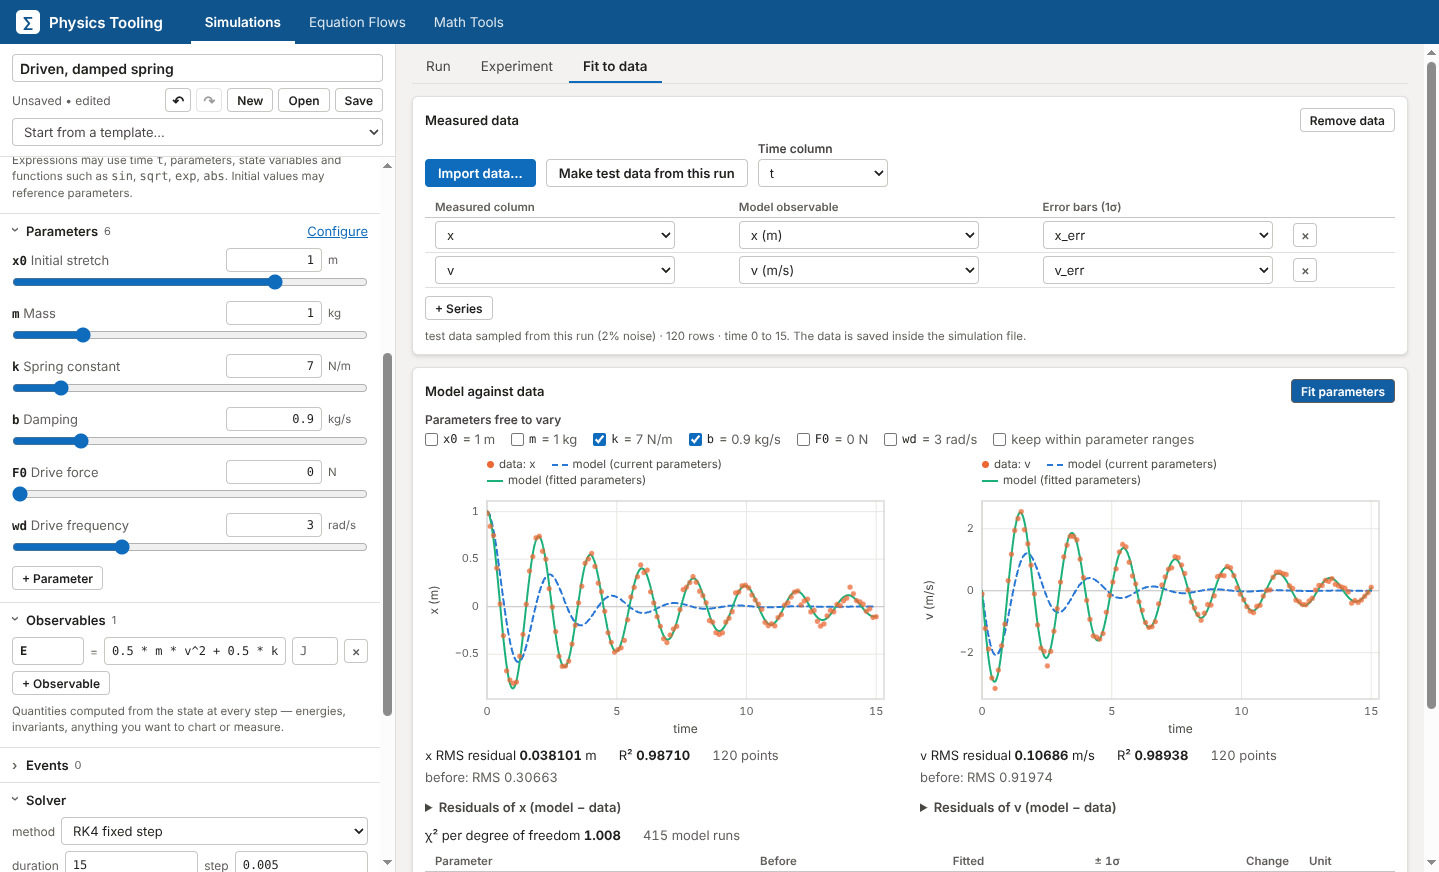 Σ Physics Tooling Simulations Equation Flows Math Tools
Driven, damped spring
Unsaved • edited ↶ ↷ New Open Save
Start from a template...
Expressions may use time t, parameters, state variables and
functions such as sin, sqrt, exp, abs. Initial values may
reference parameters.
Parameters 6 Configure
x0 Initial stretch 1 m
m Mass 1 kg
k Spring constant 7 N/m
b Damping 0.9 kg/s
F0 Drive force 0 N
wd Drive frequency 3 rad/s
+ Parameter
Observables 1
E = 0.5 * m * v^2 + 0.5 * k J ×
+ Observable
Quantities computed from the state at every step — energies,
invariants, anything you want to chart or measure.
Events 0
Solver
method RK4 fixed step
duration 15 step 0.005
Run Experiment Fit to data
Measured data Remove data
Time column
Import data... Make test data from this run t
Measured column Model observable Error bars (1σ)
x x (m) x_err ×
v v (m/s) v_err ×
+ Series
test data sampled from this run (2% noise) · 120 rows · time 0 to 15. The data is saved inside the simulation file.
Model against data Fit parameters
Parameters free to vary
x0 = 1 m m = 1 kg k = 7 N/m b = 0.9 kg/s F0 = 0 N wd = 3 rad/s keep within parameter ranges
data: x model (current parameters)
model (fitted parameters)
1
0.5
0
−0.5
x (m)
0 5 10 15
time
data: v model (current parameters)
model (fitted parameters)
2
0
−2
v (m/s)
0 5 10 15
time
x RMS residual 0.038101 m R² 0.98710 120 points
before: RMS 0.30663
v RMS residual 0.10686 m/s R² 0.98938 120 points
before: RMS 0.91974
Residuals of x (model − data)
Residuals of v (model − data)
χ² per degree of freedom 1.008 415 model runs
Parameter Before Fitted ± 1σ Change Unit